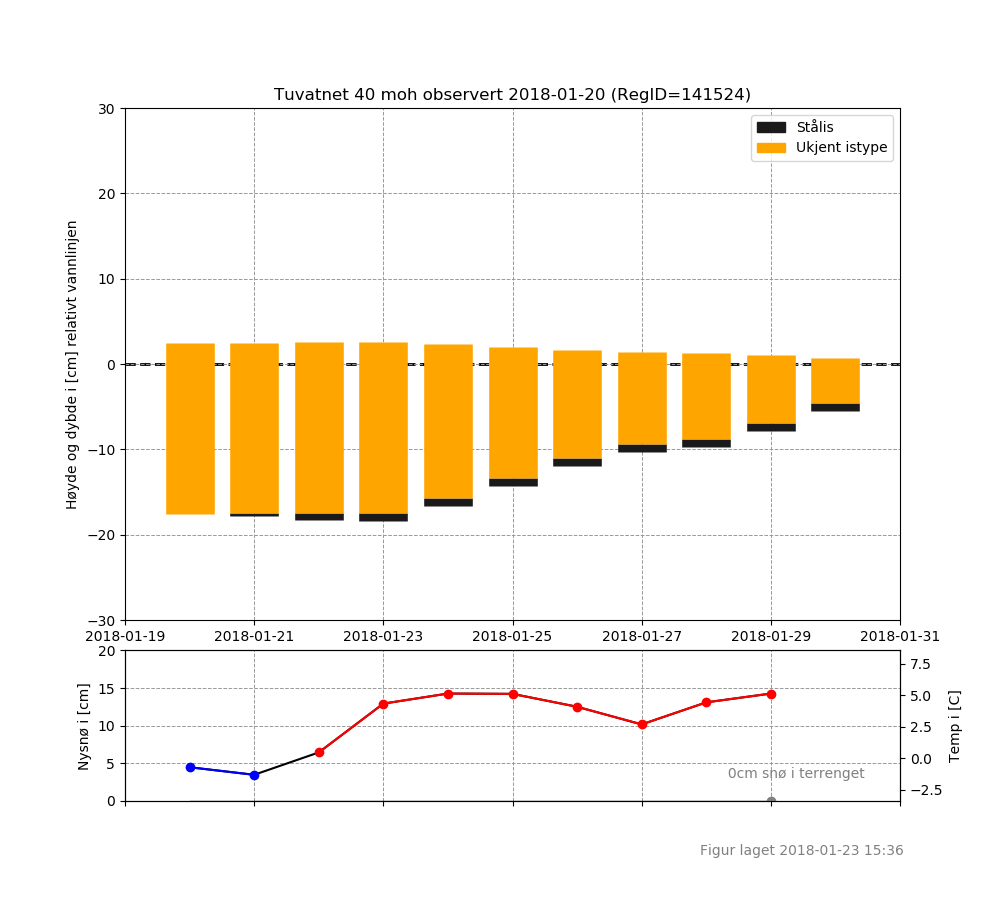 Tuvatnet 40 moh observert 2018-01-20 (RegID=141524)
Stålis
Ukjent istype
Høyde og dybde i [cm] relativt vannlinjen
30
20
10
0
−10
−20
−30
2018-01-19 2018-01-21 2018-01-23 2018-01-25 2018-01-27 2018-01-29 2018-01-31
Nysnø i [cm]
20
15
10
5
0
7.5
5.0
2.5
0.0
−2.5
Temp i [C]
0cm snø i terrenget
Figur laget 2018-01-23 15:36